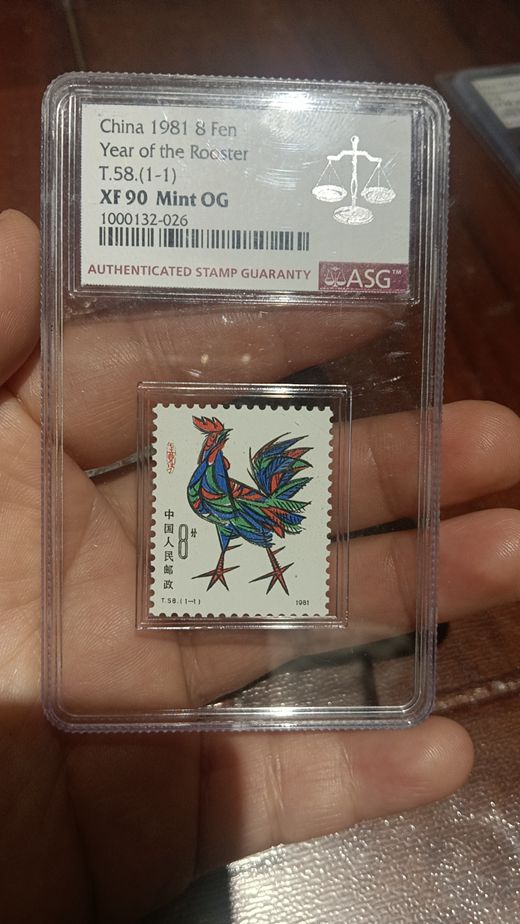 China 1981 8 Fen
Year of the Rooster
T.58.(1-1)
XF 90 Mint OG
1000132-026
AUTHENTICATED STAMP GUARANTY
ASG™
8分
中国人民邮政
T.58.(1-1)
1981